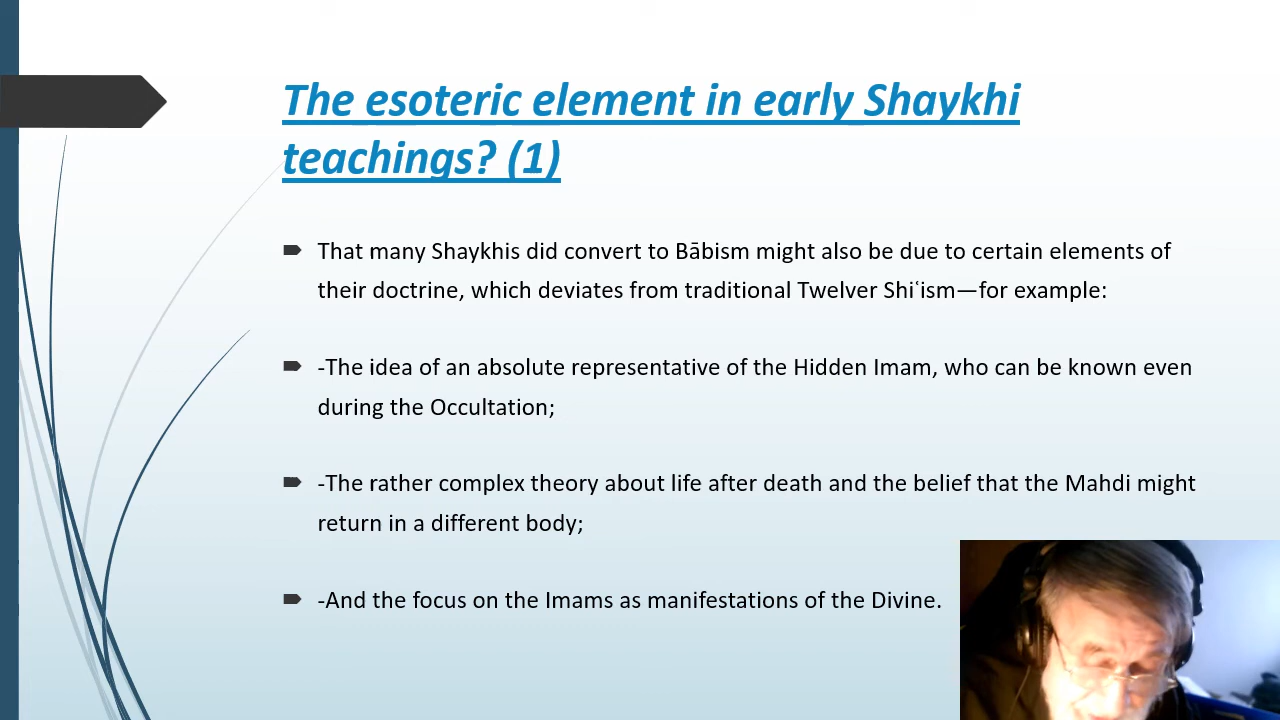 The esoteric element in early Shaykhi
teachings? (1)
That many Shaykhis did convert to Bābism might also be due to certain elements of
their doctrine, which deviates from traditional Twelver Shiʿism—for example:
-The idea of an absolute representative of the Hidden Imam, who can be known even
during the Occultation;
-The rather complex theory about life after death and the belief that the Mahdi might
return in a different body;
-And the focus on the Imams as manifestations of the Divine.